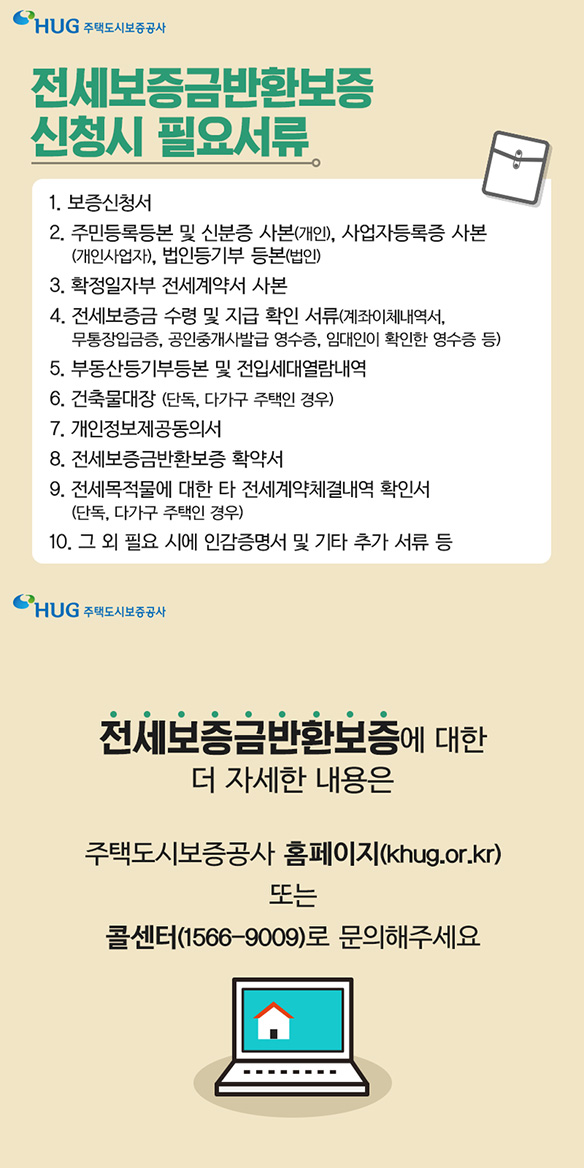 HUG 주택도시보증공사
전세보증금반환보증
신청시 필요서류
1. 보증신청서
2. 주민등록등본 및 신분증 사본(개인), 사업자등록증 사본
(개인사업자), 법인등기부 등본(법인)
3. 확정일자부 전세계약서 사본
4. 전세보증금 수령 및 지급 확인 서류(계좌이체내역서,
무통장입금증, 공인중개사발급 영수증, 임대인이 확인한 영수증 등)
5. 부동산등기부등본 및 전입세대열람내역
6. 건축물대장 (단독, 다가구 주택인 경우)
7. 개인정보제공동의서
8. 전세보증금반환보증 확약서
9. 전세목적물에 대한 타 전세계약체결내역 확인서
(단독, 다가구 주택인 경우)
10. 그 외 필요 시에 인감증명서 및 기타 추가 서류 등
HUG 주택도시보증공사
전세보증금반환보증에 대한
더 자세한 내용은
주택도시보증공사 홈페이지(khug.or.kr)
또는
콜센터(1566-9009)로 문의해주세요